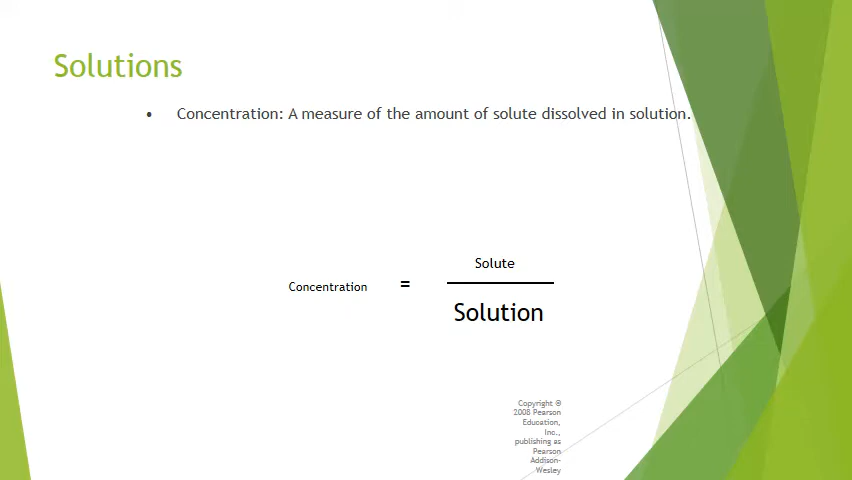 Solutions
• Concentration: A measure of the amount of solute dissolved in solution.
Solute
Concentration =
Solution
Copyright ©
2008 Pearson
Education,
Inc.,
publishing as
Pearson
Addison-
Wesley